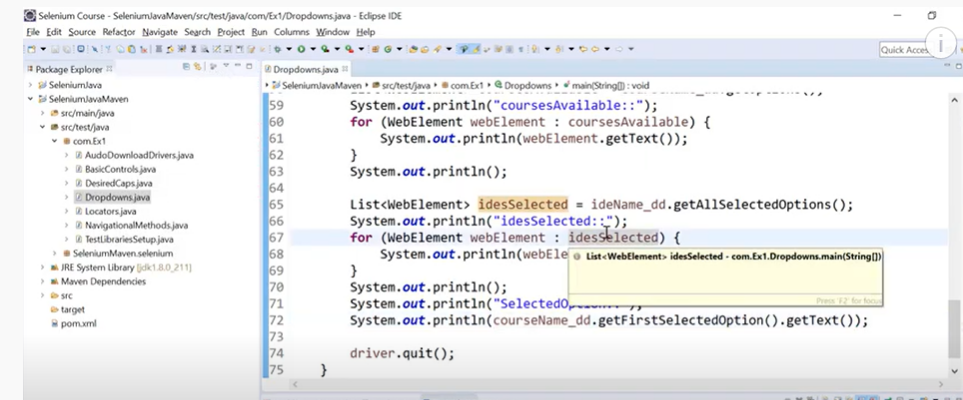 Selenium Course - SeleniumJavaMaven/src/test/java/com/Ex1/Dropdowns.java - Eclipse IDE
File Edit Source Refactor Navigate Search Project Run Columns Window Help
Quick Acces
i
Package Explorer
SeleniumJava
SeleniumJavaMaven
src/main/java
src/test/java
com.Ex1
AudoDownloadDrivers.java
BasicControls.java
DesiredCaps.java
Dropdowns.java
Locators.java
NavigationalMethods.java
TestLibrariesSetup.java
SeleniumMaven.selenium
JRE System Library [jdk1.8.0_211]
Maven Dependencies
src
target
pom.xml
Dropdowns.java
SeleniumJavaMaven src/test/java com.Ex1 Dropdowns main(String[]) : void
59 System.out.println("coursesAvailable::");
60 for (WebElement webElement : coursesAvailable) {
61 System.out.println(webElement.getText());
62 }
63 System.out.println();
64
65 List<WebElement> idesSelected = ideName_dd.getAllSelectedOptions();
66 System.out.println("idesSelected::");
67 for (WebElement webElement : idesSelected) {
68 System.out.println(webEle
List<WebElement> idesSelected - com.Ex1.Dropdowns.main(String[])
Press 'F2' for focus
69 }
70 System.out.println();
71 System.out.println("SelectedO
72 System.out.println(courseName_dd.getFirstSelectedOption().getText());
73
74 driver.quit();
75 }